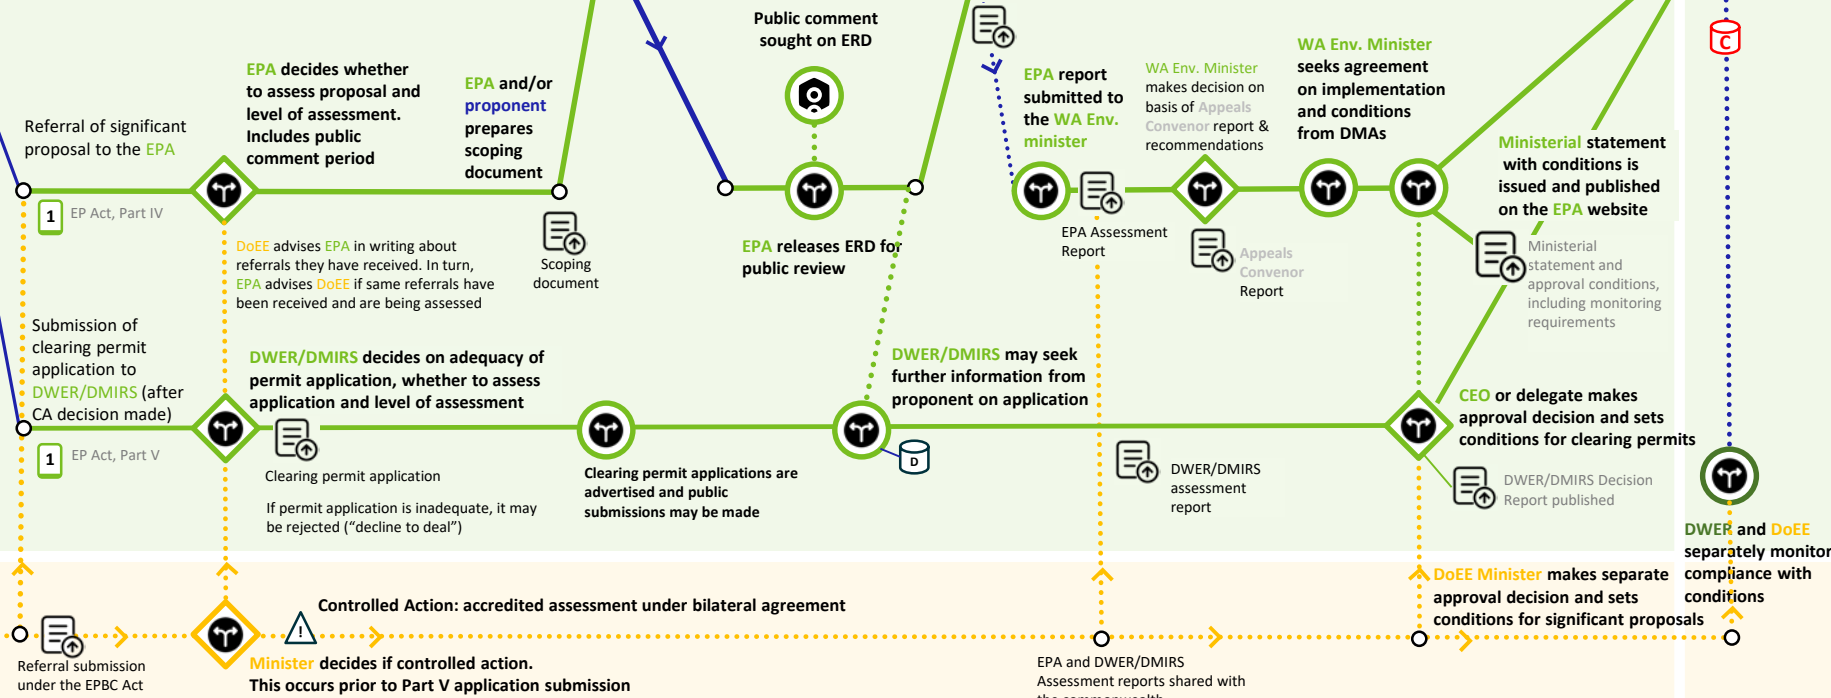 Public comment
sought on ERD
C
EPA decides whether
to assess proposal and
level of assessment.
Includes public
comment period
EPA and/or
proponent
prepares
scoping
document
Referral of significant
proposal to the EPA
EPA report
submitted to
the WA Env.
minister
WA Env. Minister
makes decision on
basis of Appeals
Convenor report &
recommendations
WA Env. Minister
seeks agreement
on implementation
and conditions
from DMAs
Ministerial statement
with conditions is
issued and published
on the EPA website
1
EP Act, Part IV
DoEE advises EPA in writing about
referrals they have received. In turn,
EPA advises DoEE if same referrals have
been received and are being assessed
Scoping
document
EPA releases ERD for
public review
EPA Assessment
Report
Appeals
Convenor
Report
Ministerial
statement and
approval conditions,
including monitoring
requirements
Submission of
clearing permit
application to
DWER/DMIRS (after
CA decision made)
DWER/DMIRS decides on adequacy of
permit application, whether to assess
application and level of assessment
DWER/DMIRS may seek
further information from
proponent on application
CEO or delegate makes
approval decision and sets
conditions for clearing permits
1
EP Act, Part V
Clearing permit application
If permit application is inadequate, it may
be rejected (“decline to deal”)
Clearing permit applications are
advertised and public
submissions may be made
D
DWER/DMIRS
assessment
report
DWER/DMIRS Decision
Report published
DWER and DoEE
separately monitor
compliance with
conditions
Controlled Action: accredited assessment under bilateral agreement
!
DoEE Minister makes separate
approval decision and sets
conditions for significant proposals
Referral submission
under the EPBC Act
Minister decides if controlled action.
This occurs prior to Part V application submission
EPA and DWER/DMIRS
Assessment reports shared with
the commonwealth